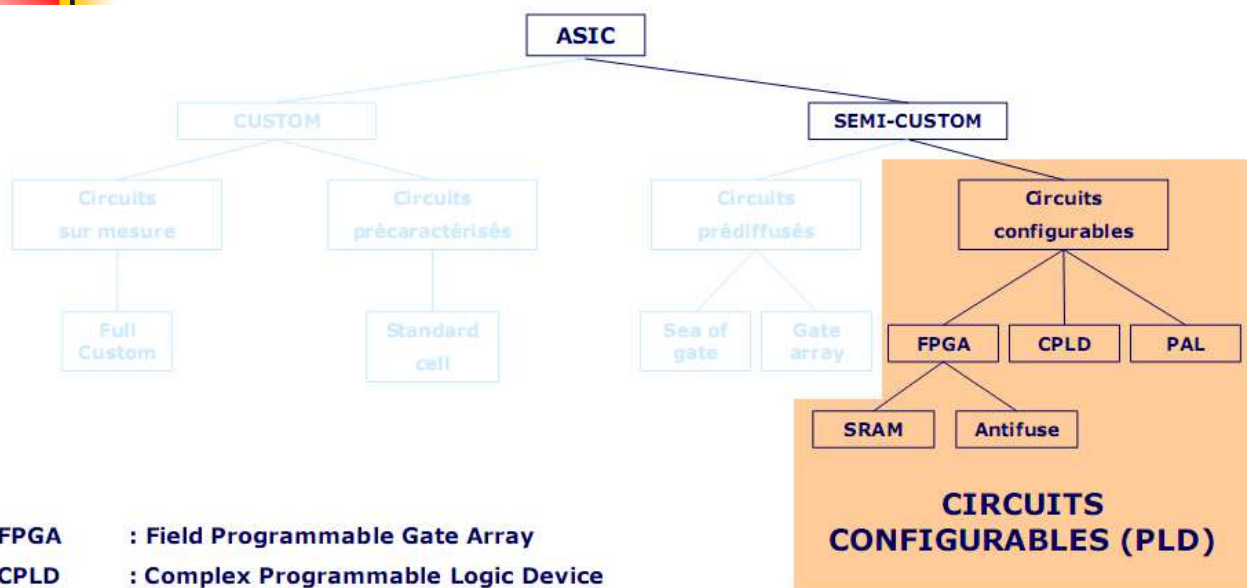 ASIC
CUSTOM
SEMI-CUSTOM
Circuits
sur mesure
Circuits
précaractérisés
Circuits
prédiffusés
Circuits
configurables
Full
Custom
Standard
cell
Sea of
gate
Gate
array
FPGA
CPLD
PAL
SRAM
Antifuse
CIRCUITS
CONFIGURABLES (PLD)
FPGA : Field Programmable Gate Array
CPLD : Complex Programmable Logic Device